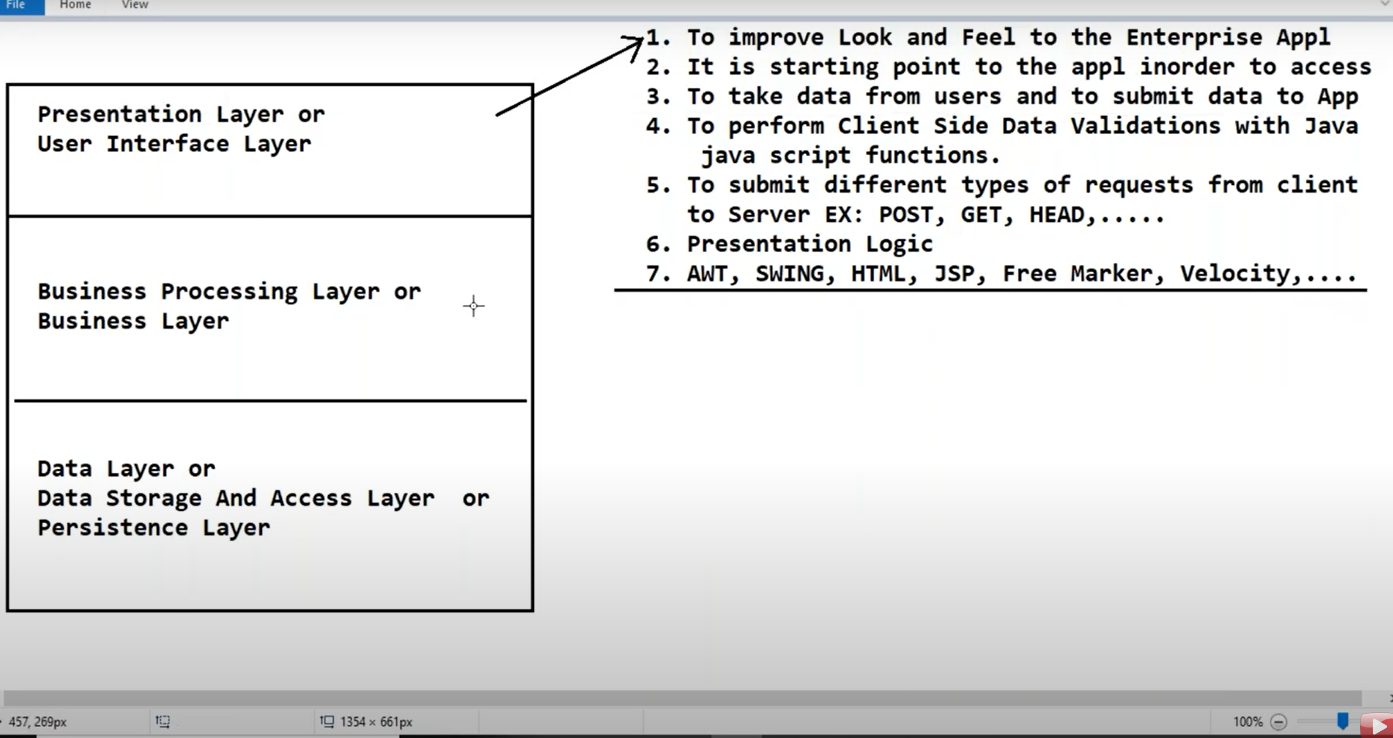 File Home View
Presentation Layer or
User Interface Layer
Business Processing Layer or
Business Layer
Data Layer or
Data Storage And Access Layer or
Persistence Layer
1. To improve Look and Feel to the Enterprise Appl
2. It is starting point to the appl inorder to access
3. To take data from users and to submit data to App
4. To perform Client Side Data Validations with Java
java script functions.
5. To submit different types of requests from client
to Server EX: POST, GET, HEAD,.....
6. Presentation Logic
7. AWT, SWING, HTML, JSP, Free Marker, Velocity,....
457, 269px 1354 × 661px 100%